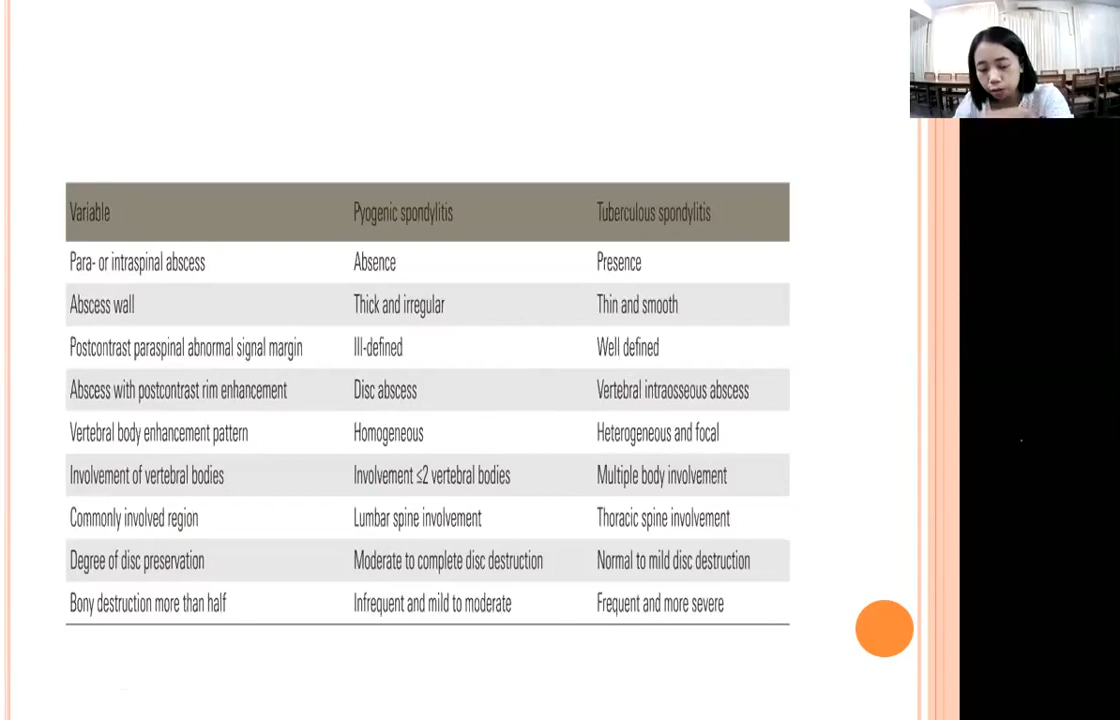 Variable Pyogenic spondylitis Tuberculous spondylitis
Para- or intraspinal abscess Absence Presence
Abscess wall Thick and irregular Thin and smooth
Postcontrast paraspinal abnormal signal margin Ill-defined Well defined
Abscess with postcontrast rim enhancement Disc abscess Vertebral intraosseous abscess
Vertebral body enhancement pattern Homogeneous Heterogeneous and focal
Involvement of vertebral bodies Involvement ≤2 vertebral bodies Multiple body involvement
Commonly involved region Lumbar spine involvement Thoracic spine involvement
Degree of disc preservation Moderate to complete disc destruction Normal to mild disc destruction
Bony destruction more than half Infrequent and mild to moderate Frequent and more severe